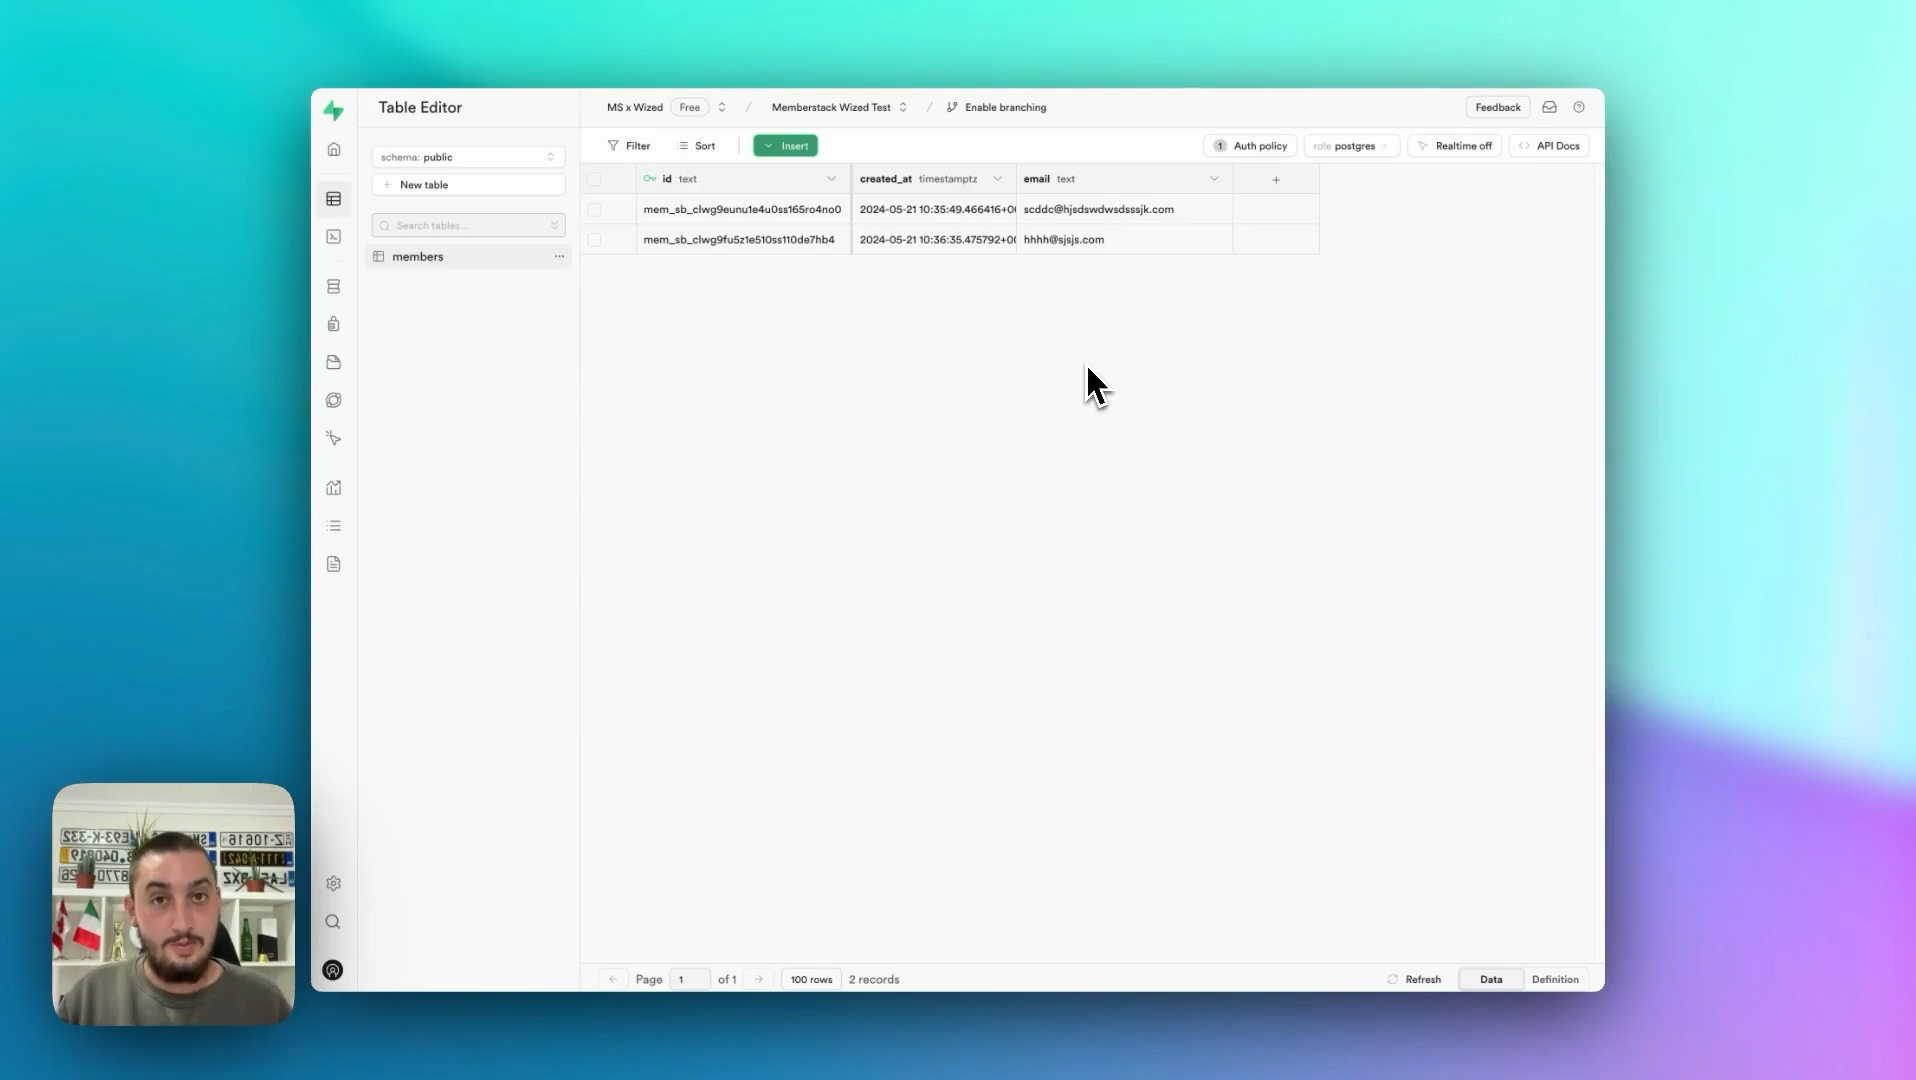 Table Editor
MS x Wized Free / Memberstack Wized Test / Enable branching
Feedback
schema: public
New table
Search tables...
members
Filter Sort Insert
1 Auth policy role postgres Realtime off API Docs
id text created_at timestamptz email text
mem_sb_clwg9eunu1e4u0ss165ro4no0 2024-05-21 10:35:49.466416+0 scddc@hjsdswdwsdsssjk.com
mem_sb_clwg9fu5z1e510ss110de7hb4 2024-05-21 10:36:35.475792+0 hhhh@sjsjs.com
Page 1 of 1 100 rows 2 records
Refresh Data Definition